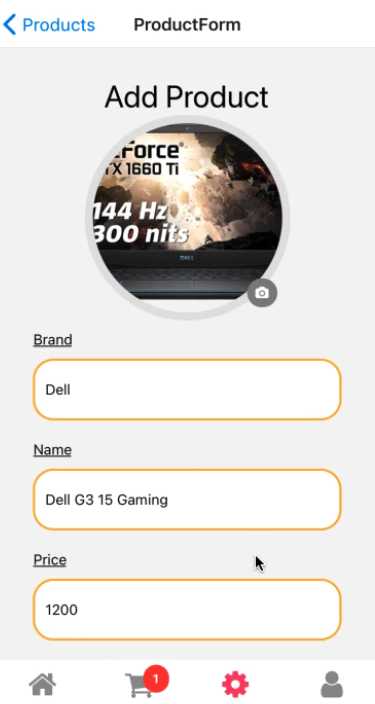 Products
ProductForm
Add Product
Force
TX 1660 Ti
144 Hz
300 nits
DELL
Brand
Dell
Name
Dell G3 15 Gaming
Price
1200
1